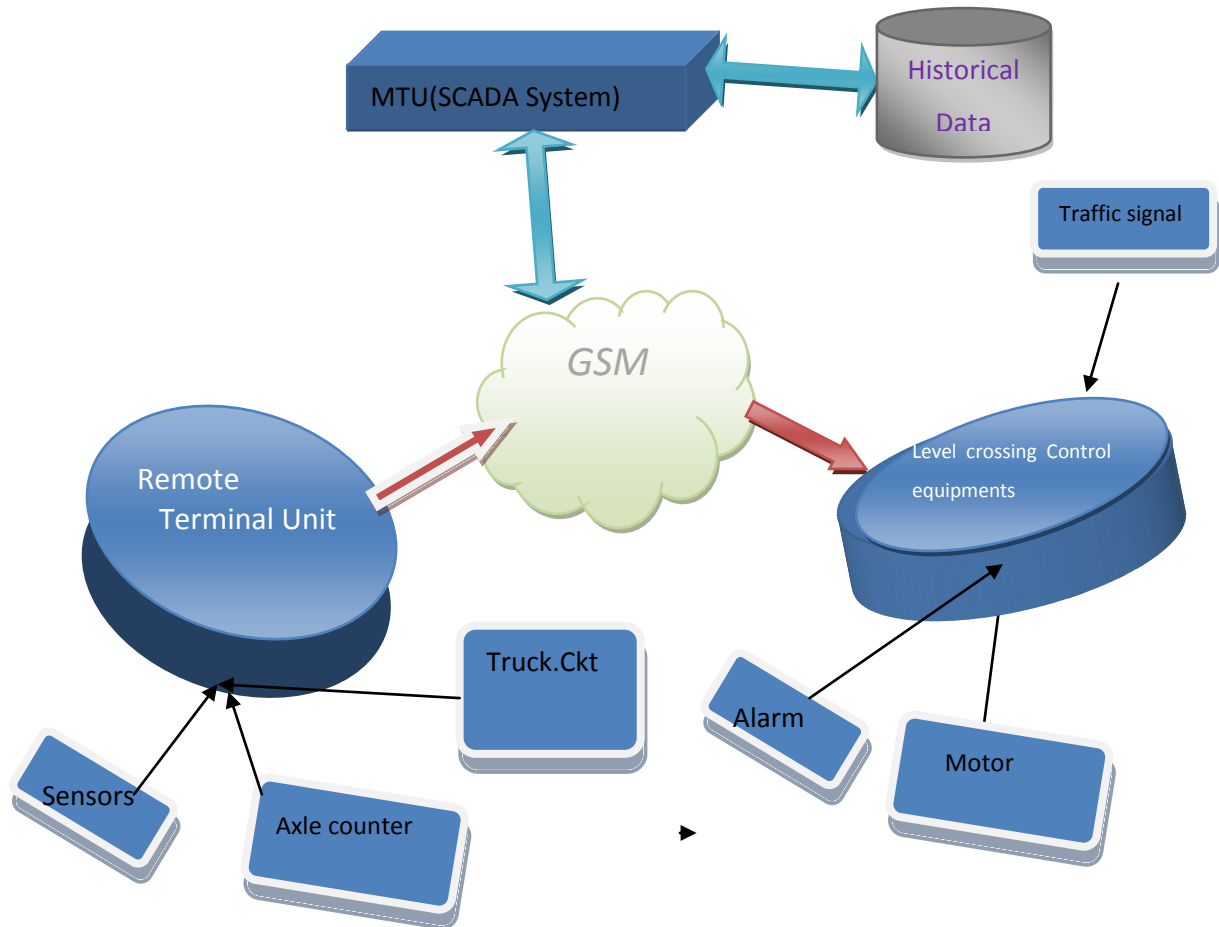 MTU(SCADA System)
Historical
Data
Traffic signal
GSM
Level crossing Control
equipments
Remote
Terminal Unit
Truck.Ckt
Alarm
Motor
Sensors
Axle counter